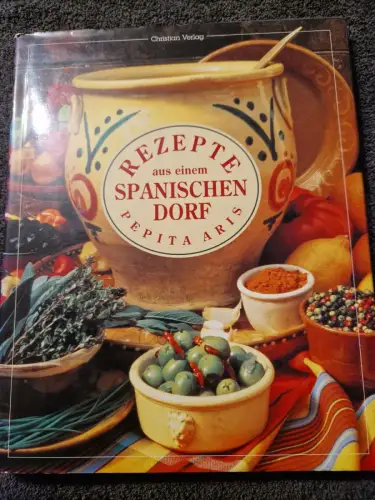 Christian Verlag
REZEPTE
aus einem
SPANISCHEN
DORF
PEPITA ARIS